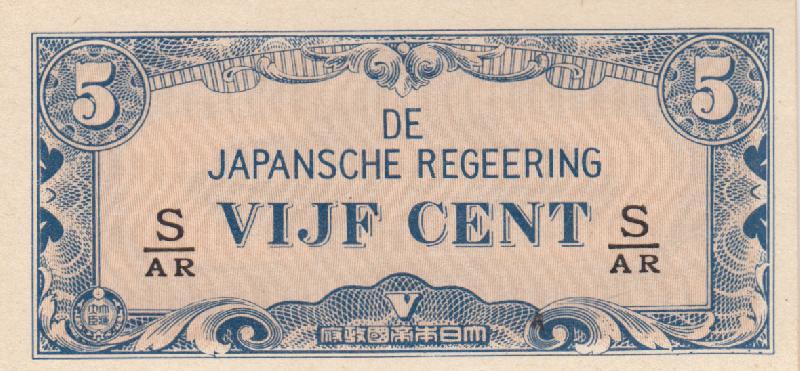 5 5
DE
JAPANSCHE REGEERING
VIJF CENT
S
AR
S
AR
V
大日本帝國政府